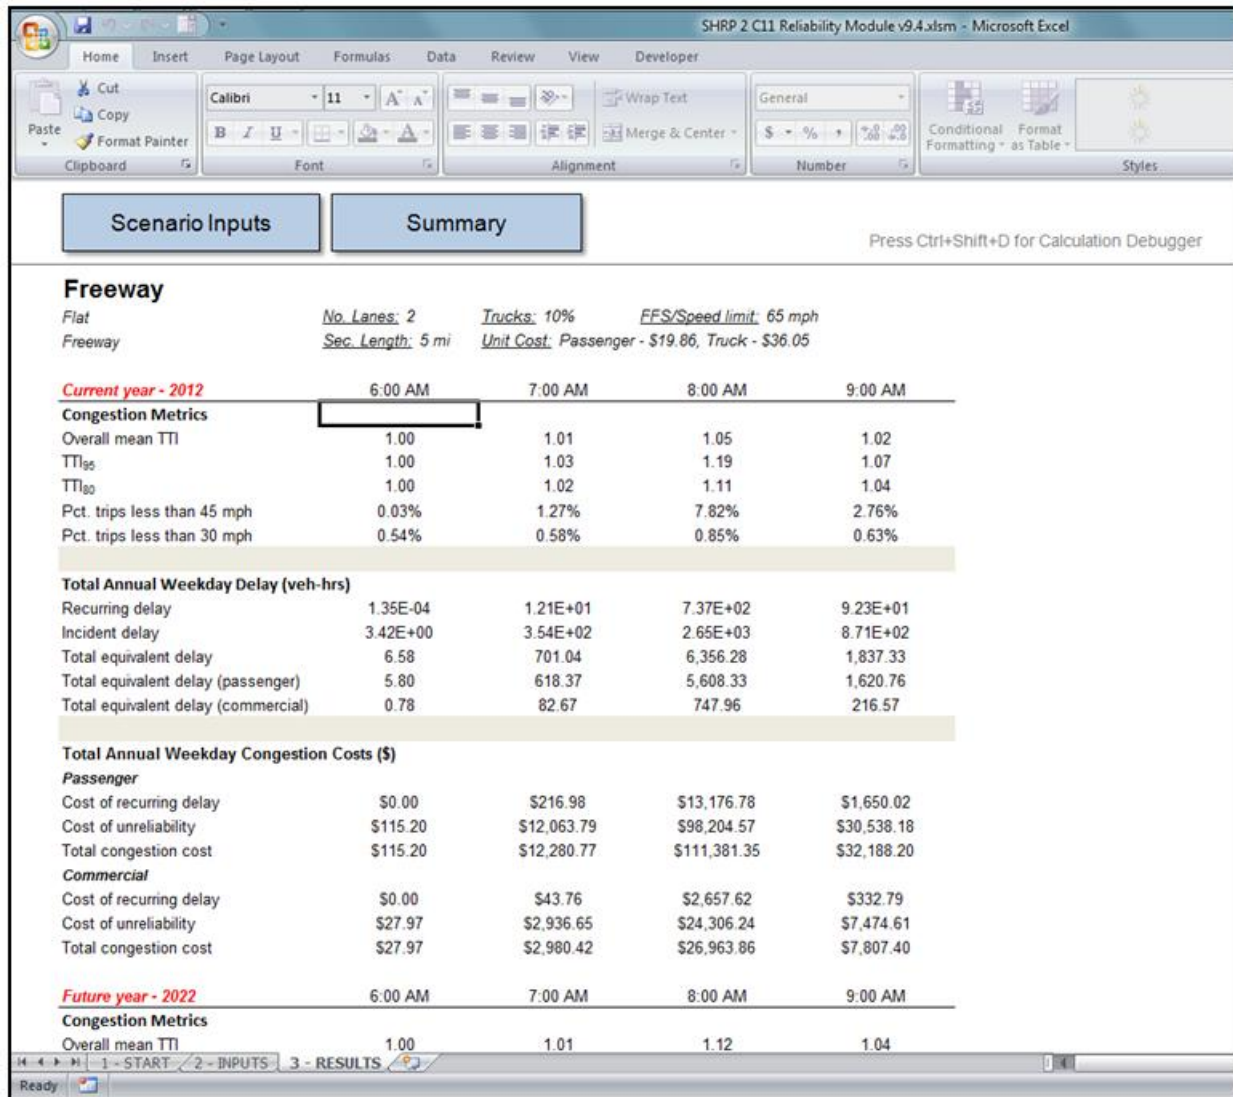 SHRP 2 C11 Reliability Module v9.4.xlsm - Microsoft Excel
Home Insert Page Layout Formulas Data Review View Developer
Paste
Cut
Copy
Format Painter
Clipboard
Calibri 11
B I U
Font
Wrap Text
Merge & Center
Alignment
General
$ % ,
Number
Conditional Formatting
Format as Table
Styles
Scenario Inputs Summary
Press Ctrl+Shift+D for Calculation Debugger
Freeway
Flat No. Lanes: 2 Trucks: 10% FFS/Speed limit: 65 mph
Freeway Sec. Length: 5 mi Unit Cost: Passenger - $19.86, Truck - $36.05
Current year - 2012 6:00 AM 7:00 AM 8:00 AM 9:00 AM
Congestion Metrics
Overall mean TTI 1.00 1.01 1.05 1.02
TTI95 1.00 1.03 1.19 1.07
TTI80 1.00 1.02 1.11 1.04
Pct. trips less than 45 mph 0.03% 1.27% 7.82% 2.76%
Pct. trips less than 30 mph 0.54% 0.58% 0.85% 0.63%
Total Annual Weekday Delay (veh-hrs)
Recurring delay 1.35E-04 1.21E+01 7.37E+02 9.23E+01
Incident delay 3.42E+00 3.54E+02 2.65E+03 8.71E+02
Total equivalent delay 6.58 701.04 6,356.28 1,837.33
Total equivalent delay (passenger) 5.80 618.37 5,608.33 1,620.76
Total equivalent delay (commercial) 0.78 82.67 747.96 216.57
Total Annual Weekday Congestion Costs ($)
Passenger
Cost of recurring delay $0.00 $216.98 $13,176.78 $1,650.02
Cost of unreliability $115.20 $12,063.79 $98,204.57 $30,538.18
Total congestion cost $115.20 $12,280.77 $111,381.35 $32,188.20
Commercial
Cost of recurring delay $0.00 $43.76 $2,657.62 $332.79
Cost of unreliability $27.97 $2,936.65 $24,306.24 $7,474.61
Total congestion cost $27.97 $2,980.42 $26,963.86 $7,807.40
Future year - 2022 6:00 AM 7:00 AM 8:00 AM 9:00 AM
Congestion Metrics
Overall mean TTI 1.00 1.01 1.12 1.04
1 - START 2 - INPUTS 3 - RESULTS
Ready